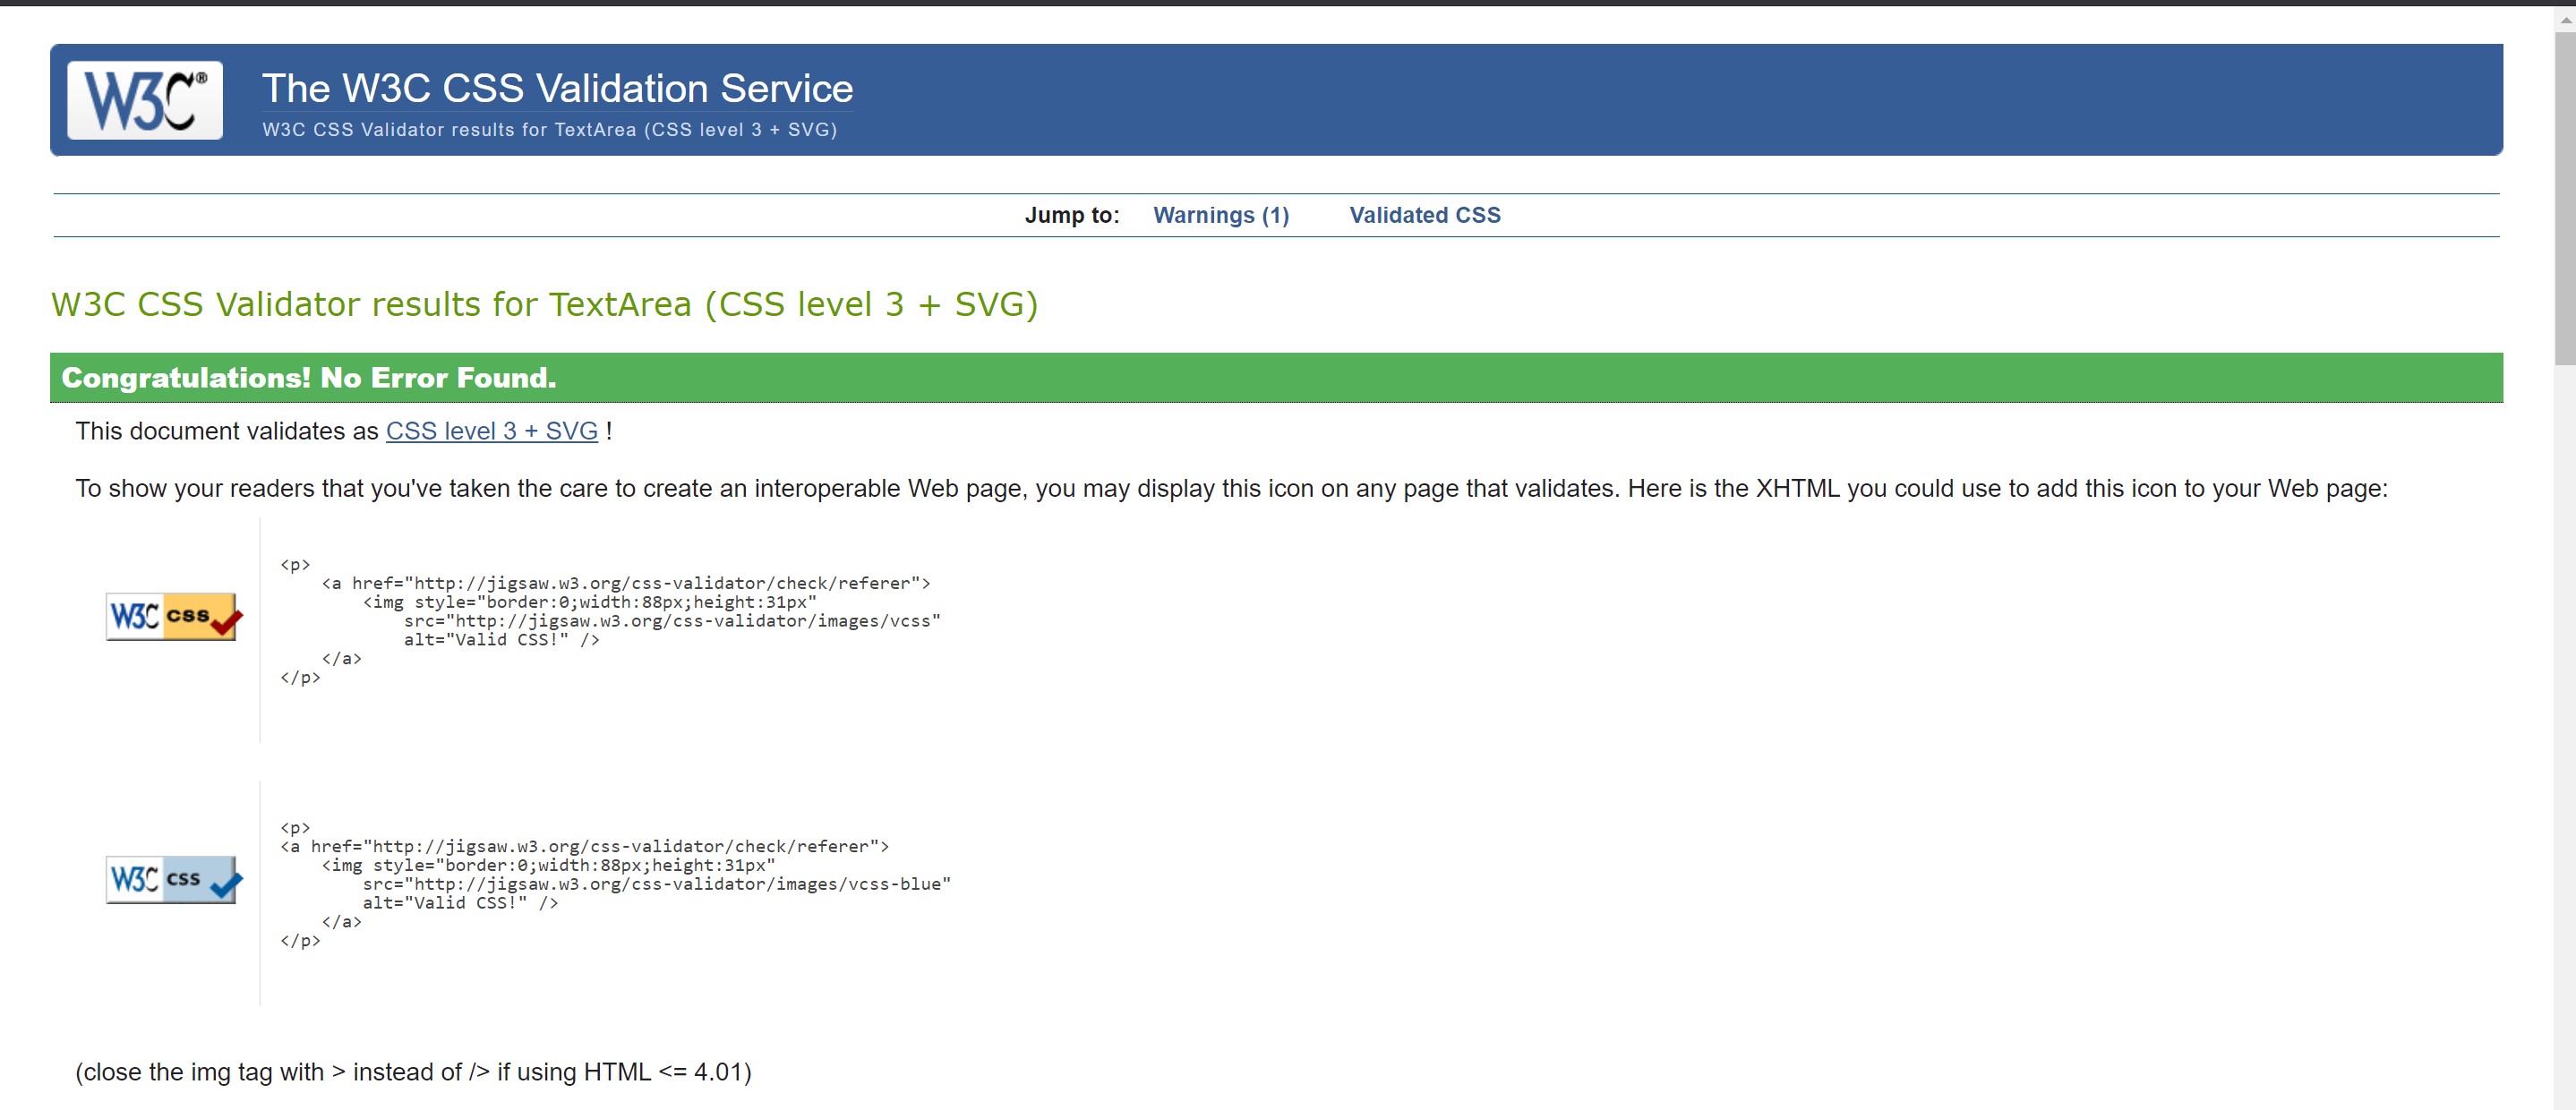 W3C®
The W3C CSS Validation Service
W3C CSS Validator results for TextArea (CSS level 3 + SVG)
Jump to: Warnings (1) Validated CSS
W3C CSS Validator results for TextArea (CSS level 3 + SVG)
Congratulations! No Error Found.
This document validates as CSS level 3 + SVG !
To show your readers that you've taken the care to create an interoperable Web page, you may display this icon on any page that validates. Here is the XHTML you could use to add this icon to your Web page:
W3C css
<p>
    <a href="http://jigsaw.w3.org/css-validator/check/referer">
        <img style="border:0;width:88px;height:31px"
            src="http://jigsaw.w3.org/css-validator/images/vcss"
            alt="Valid CSS!" />
    </a>
</p>
W3C css
<p>
<a href="http://jigsaw.w3.org/css-validator/check/referer">
    <img style="border:0;width:88px;height:31px"
        src="http://jigsaw.w3.org/css-validator/images/vcss-blue"
        alt="Valid CSS!" />
    </a>
</p>
(close the img tag with > instead of /> if using HTML <= 4.01)